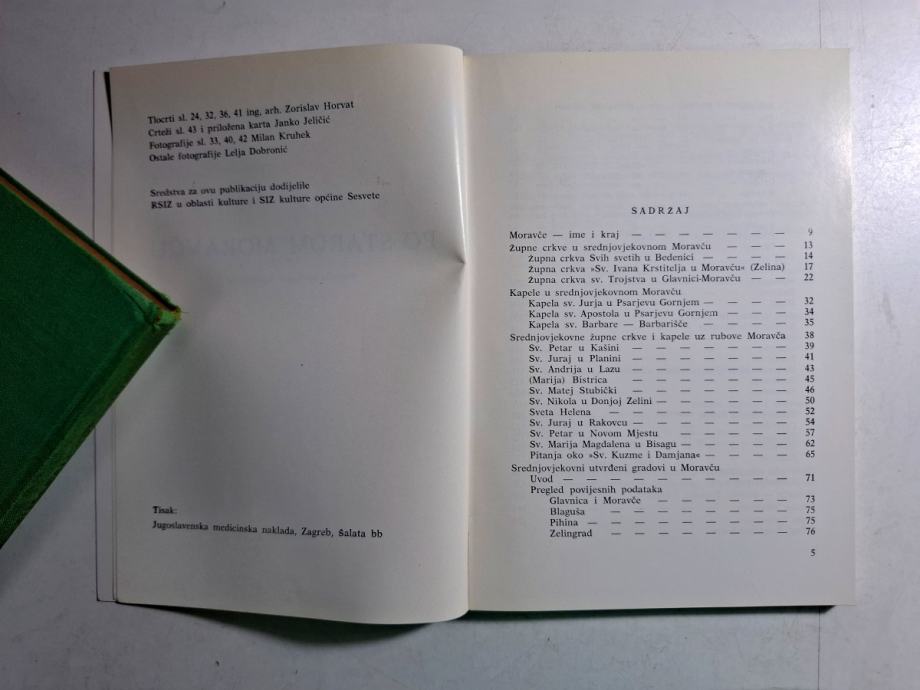 Tlocrti sl. 24, 32, 36, 41 ing, arh. Zorislav Horvat
Crteži sl. 43 i priložena karta Janko Jeličić
Fotografije sl. 33, 40, 42 Milan Kruhek
Ostale fotografije Lelja Dobronić
Sredstva za ovu publikaciju dodijelile
RSIZ u oblasti kulture i SIZ kulture općine Sesvete
Tisak:
Jugoslavenska medicinska naklada, Zagreb, Šalata bb
SADRŽAJ
Moravče — ime i kraj — — — — — — — 9
Župne crkve u srednjovjekovnom Moravču — — — 13
Župna crkva Svih svetih u Bedenici — — — — 14
Župna crkva »Sv. Ivana Krstitelja u Moravču« (Zelina) 17
Župna crkva sv. Trojstva u Glavnici-Moravču — — 22
Kapele u srednjovjekovnom Moravču
Kapela sv. Jurja u Psarjevu Gornjem — — — — 32
Kapela sv. Apostola u Psarjevu Gornjem — — — 34
Kapela sv. Barbare — Barbarišče — — — — 35
Srednjovjekovne župne crkve i kapele uz rubove Moravča 38
Sv. Petar u Kašini — — — — — — — 39
Sv. Juraj u Planini — — — — — — — 41
Sv. Andrija u Lazu — — — — — — — 43
(Marija) Bistrica — — — — — — — 45
Sv. Matej Stubički — — — — — — — 46
Sv. Nikola u Donjoj Zelini — — — — — — 50
Sveta Helena — — — — — — — — 52
Sv. Juraj u Rakovcu — — — — — — — 54
Sv. Petar u Novom Mjestu — — — — — 57
Sv. Marija Magdalena u Bisagu — — — — — 62
Pitanja oko »Sv. Kuzme i Damjana« — — — — 65
Srednjovjekovni utvrđeni gradovi u Moravču
Uvod — — — — — — — — — 71
Pregled povijesnih podataka
Glavnica i Moravče — — — — — — 73
Blaguša — — — — — — — — 75
Pihina — — — — — — — — 75
Zelingrad — — — — — — — 76
5